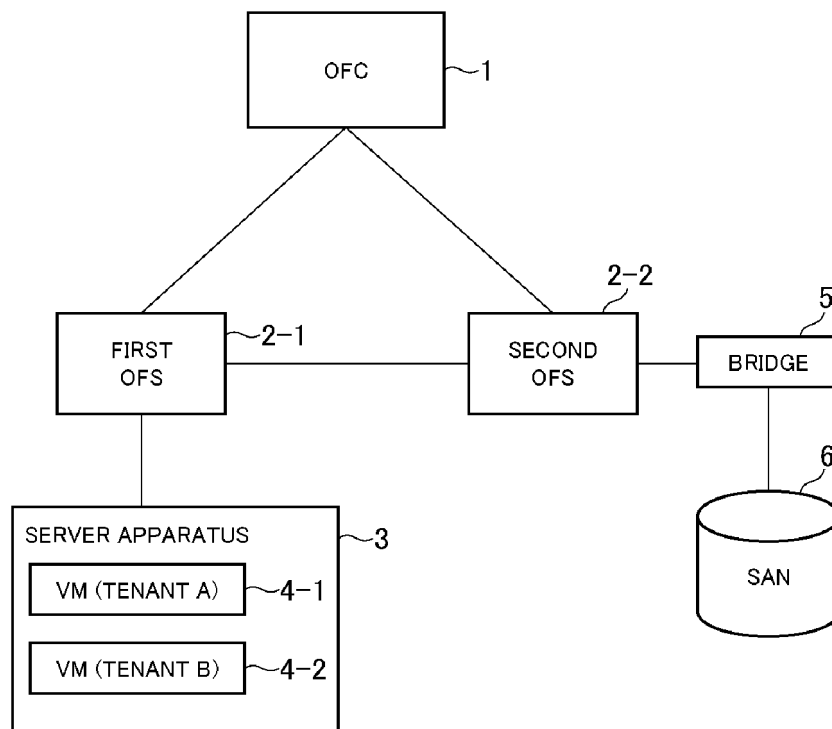 OFC
1
2-2
5
FIRST
OFS
2-1
SECOND
OFS
BRIDGE
6
SERVER APPARATUS
3
SAN
VM (TENANT A)
4-1
VM (TENANT B)
4-2